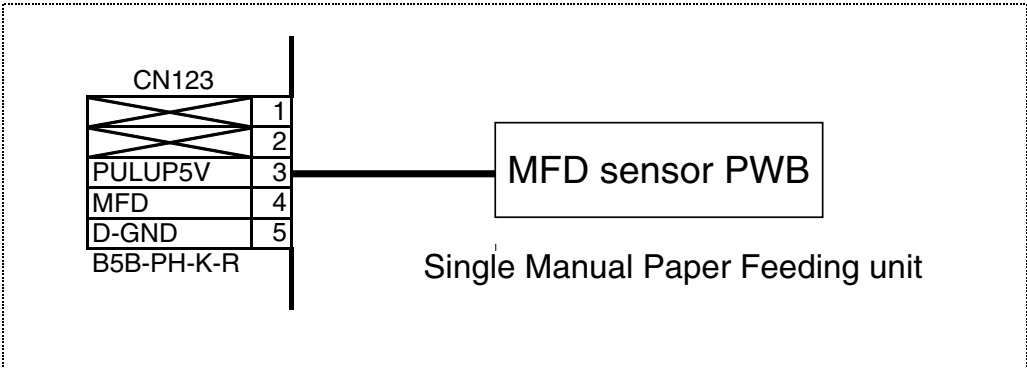 CN123
1
2
PULUP5V 3
MFD 4
D-GND 5
B5B-PH-K-R
MFD sensor PWB
Single Manual Paper Feeding unit